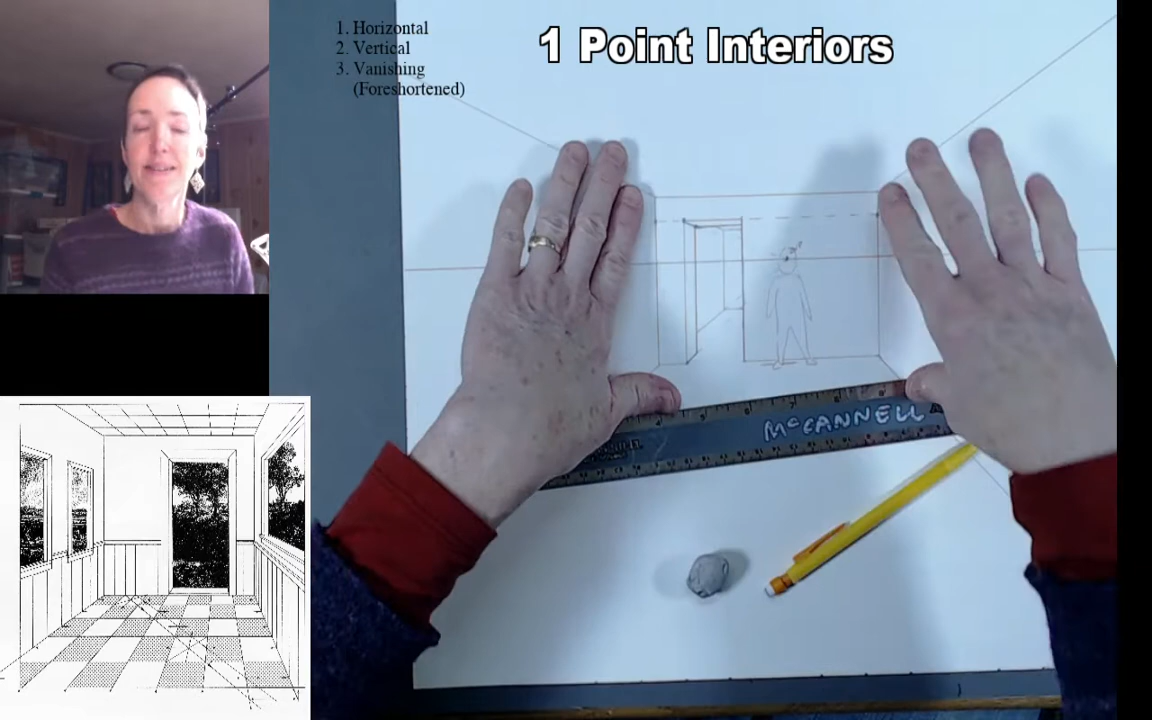 1. Horizontal
2. Vertical
3. Vanishing
(Foreshortened)
1 Point Interiors
McCANNELL